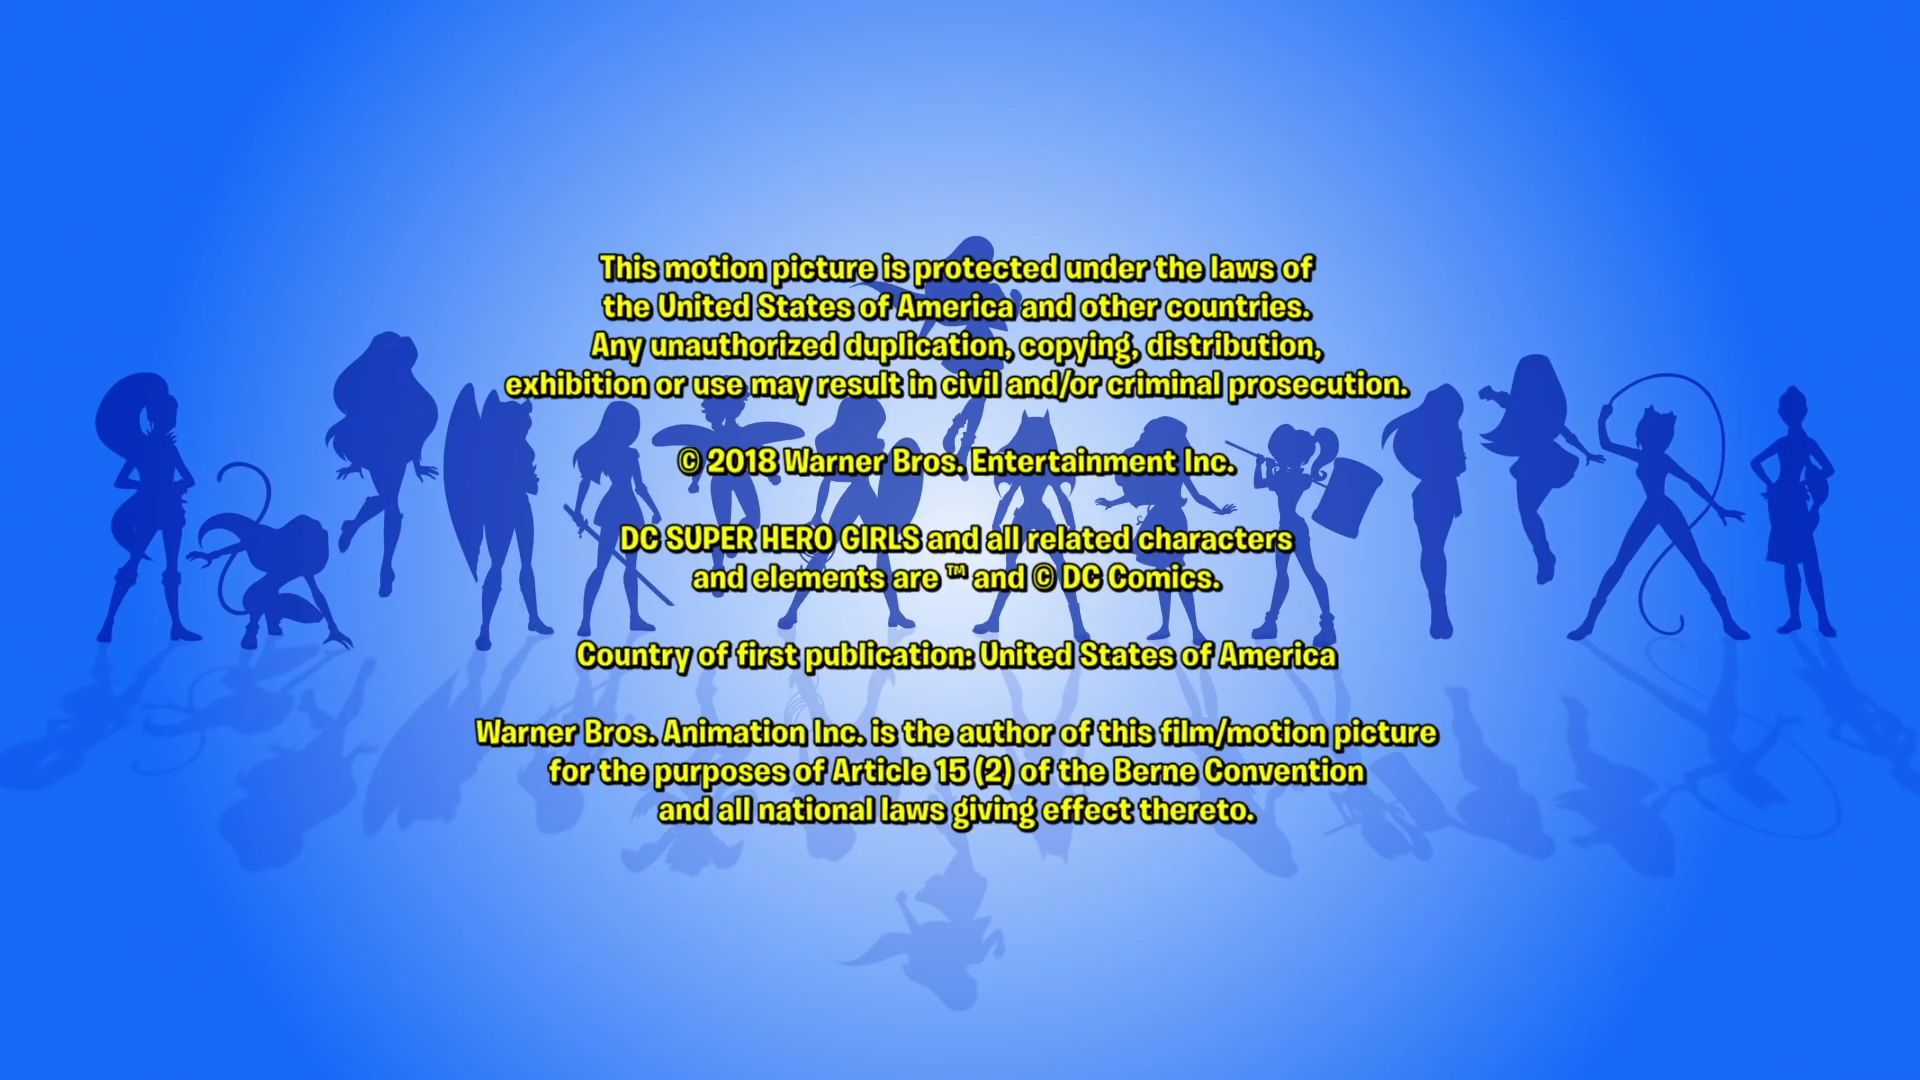 This motion picture is protected under the laws of
the United States of America and other countries.
Any unauthorized duplication, copying, distribution,
exhibition or use may result in civil and/or criminal prosecution.
© 2018 Warner Bros. Entertainment Inc.
DC SUPER HERO GIRLS and all related characters
and elements are ™ and © DC Comics.
Country of first publication: United States of America
Warner Bros. Animation Inc. is the author of this film/motion picture
for the purposes of Article 15 (2) of the Berne Convention
and all national laws giving effect thereto.